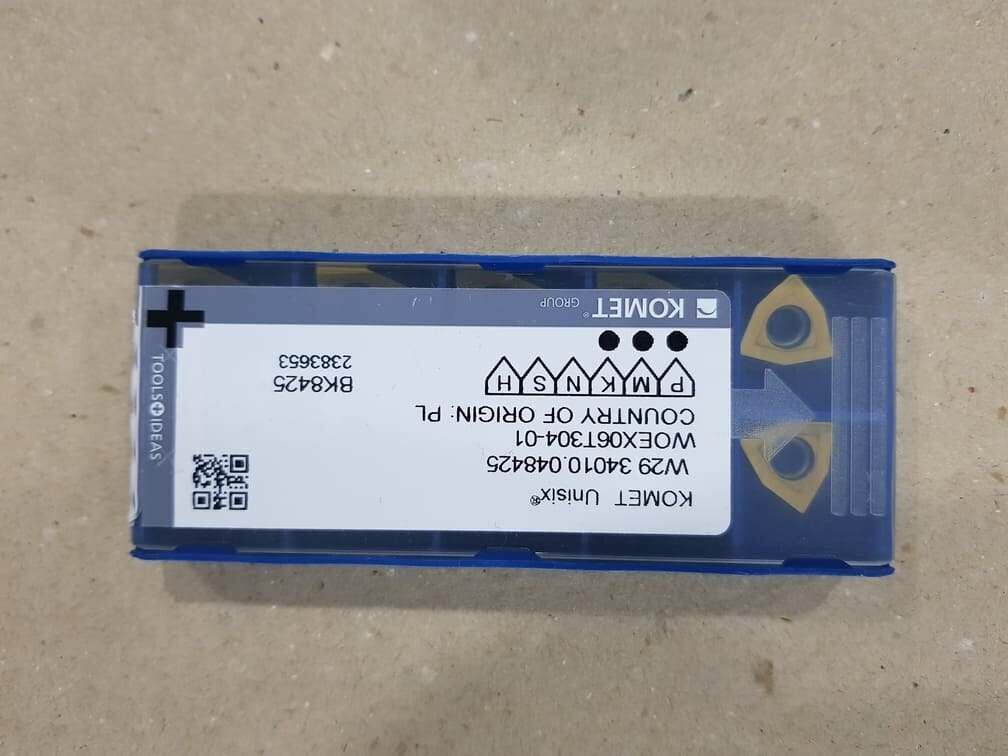 KOMET Unisix®
W29 34010.048425
WOEX06T304-01
COUNTRY OF ORIGIN: PL
P M K N S H
BK8425
2383653
KOMET®
GROUP
TOOLS+IDEAS